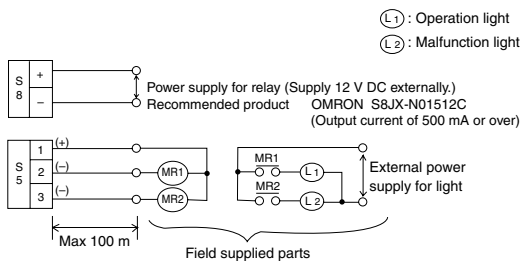 L1 : Operation light
L2 : Malfunction light
S8
+
−
Power supply for relay (Supply 12 V DC externally.)
Recommended product OMRON S8JX-N01512C
(Output current of 500 mA or over)
S5
1 (+)
2 (−) MR1
3 (−) MR2
MR1 L1
MR2 L2
External power
supply for light
Max 100 m
Field supplied parts